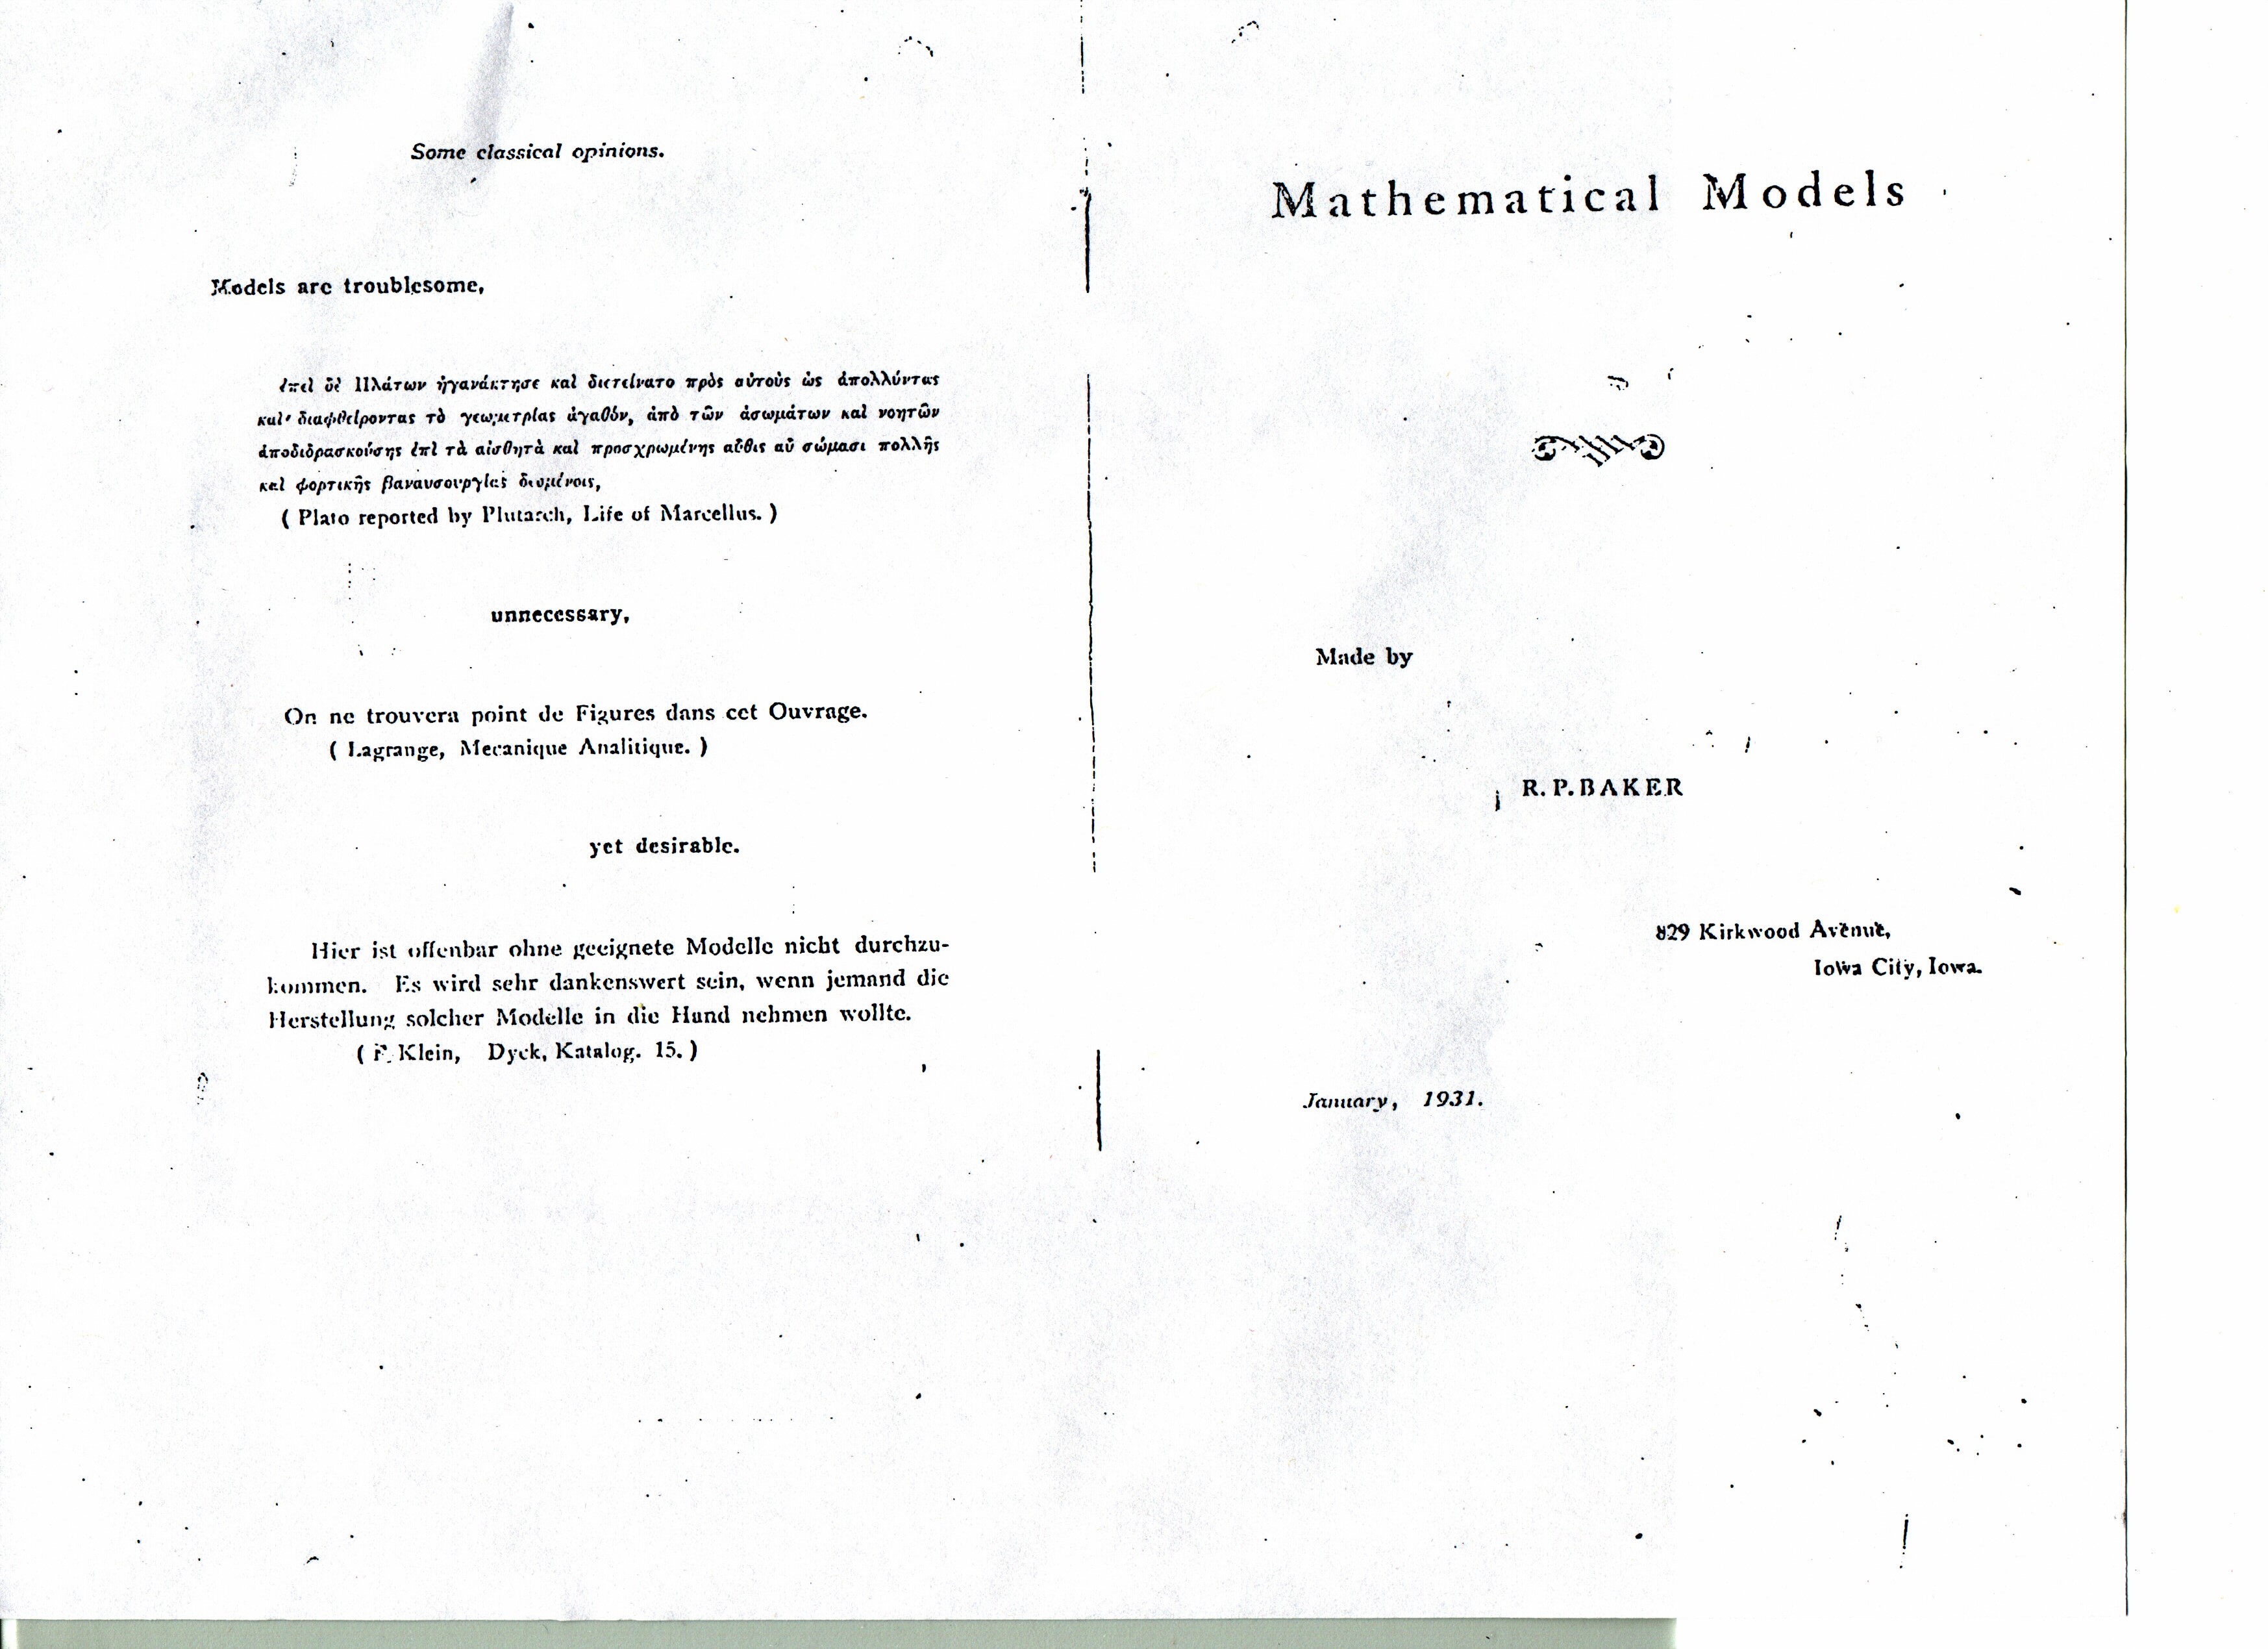 Some classical opinions.
Models are troublesome,
ἐπεὶ δὲ Πλάτων ἠγανάκτησε καὶ διετείνατο πρὸς αὐτοὺς ὡς ἀπολλύντας
καὶ διαφθείροντας τὸ γεωμετρίας ἀγαθόν, ἀπὸ τῶν ἀσωμάτων καὶ νοητῶν
ἀποδιδρασκούσης ἐπὶ τὰ αἰσθητὰ καὶ προσχρωμένης αὖθις αὖ σώμασι πολλῆς
καὶ φορτικῆς βαναυσουργίας
( Plato reported by Plutarch, Life of Marcellus. )
unnecessary,
On ne trouvera point de Figures dans cet Ouvrage.
( Lagrange, Mecanique Analitique. )
yet desirable.
Hier ist offenbar ohne geeignete Modelle nicht durchzu-
kommen. Es wird sehr dankenswert sein, wenn jemand die
Herstellung solcher Modelle in die Hand nehmen wollte.
( F. Klein, Dyck, Katalog. 15. )
Mathematical Models
Made by
R. P. BAKER
829 Kirkwood Avenue,
Iowa City, Iowa.
January, 1931.